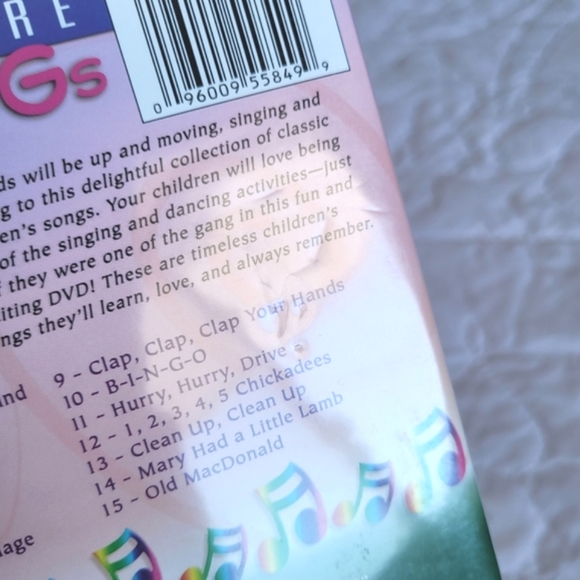 RE
Gs
0 96009 55849 9
ds will be up and moving, singing and
g to this delightful collection of classic
en's songs. Your children will love being
of the singing and dancing activities—just
f they were one of the gang in this fun and
iting DVD! These are timeless children's
ngs they'll learn, love, and always remember.
9 - Clap, Clap, Clap Your Hands
10 - B-I-N-G-O
11 - Hurry, Hurry, Drive
12 - 1, 2, 3, 4, 5 Chickadees
13 - Clean Up, Clean Up
14 - Mary Had a Little Lamb
15 - Old MacDonald
and
age